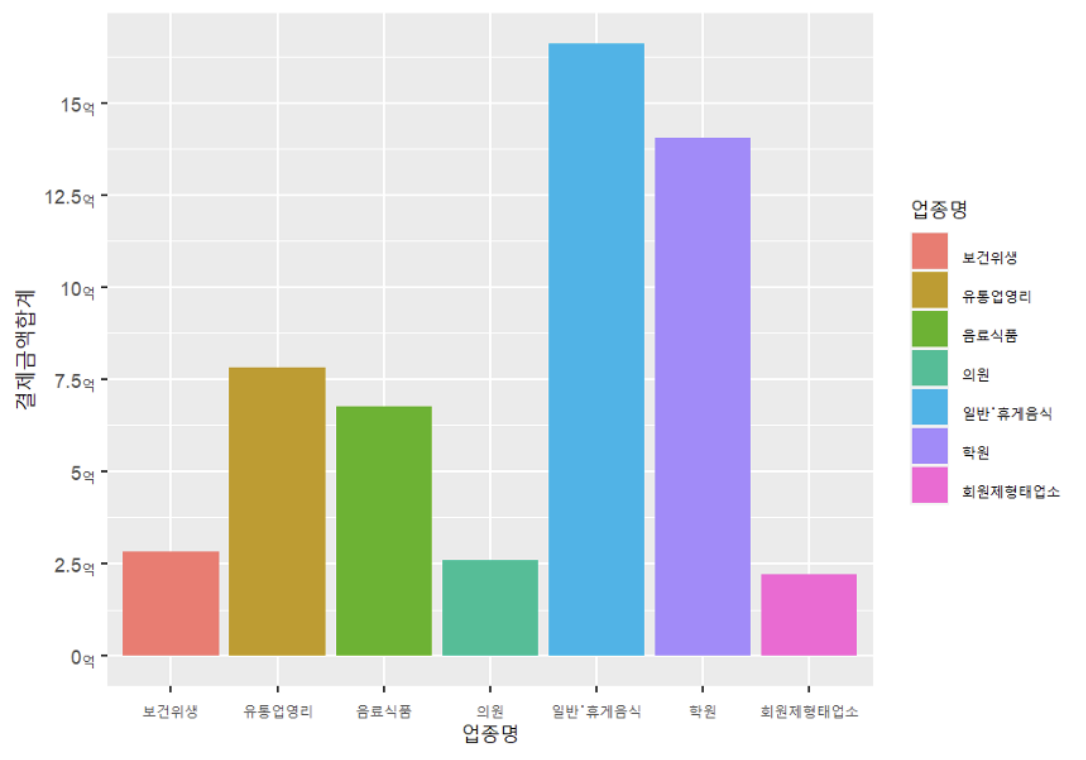 결제금액합계
15억
12.5억
10억
7.5억
5억
2.5억
0억
보건위생 유통업영리 음료식품 의원 일반˙휴게음식 학원 회원제형태업소
업종명
업종명
보건위생
유통업영리
음료식품
의원
일반˙휴게음식
학원
회원제형태업소